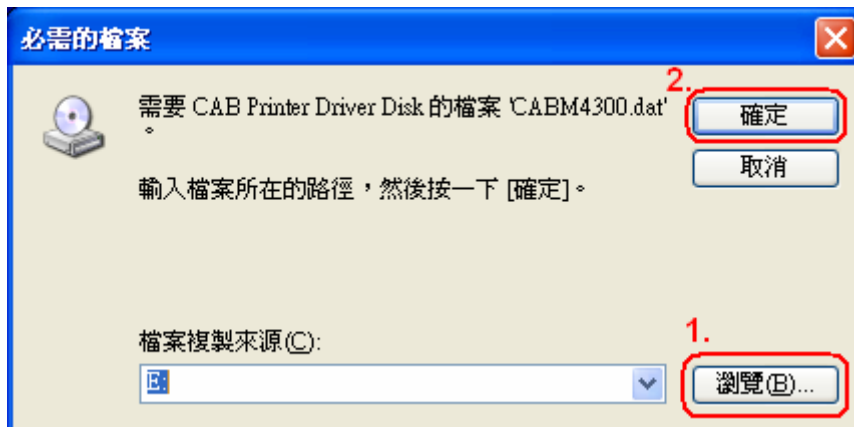 必需的檔案
需要 CAB Printer Driver Disk 的檔案 'CABM4300.dat'
。
2.
確定
取消
輸入檔案所在的路徑，然後按一下 [確定]。
檔案複製來源(C):
1.
E:
瀏覽(B)...